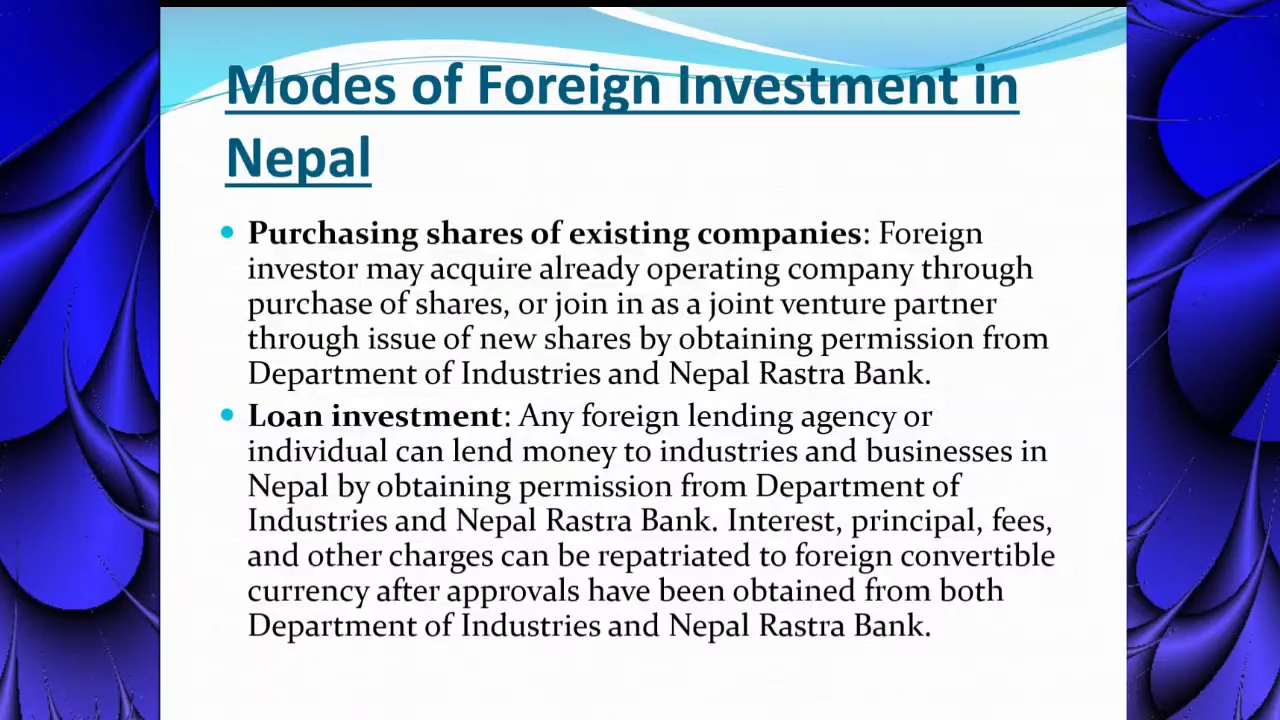 Modes of Foreign Investment in
Nepal
• Purchasing shares of existing companies: Foreign
investor may acquire already operating company through
purchase of shares, or join in as a joint venture partner
through issue of new shares by obtaining permission from
Department of Industries and Nepal Rastra Bank.
• Loan investment: Any foreign lending agency or
individual can lend money to industries and businesses in
Nepal by obtaining permission from Department of
Industries and Nepal Rastra Bank. Interest, principal, fees,
and other charges can be repatriated to foreign convertible
currency after approvals have been obtained from both
Department of Industries and Nepal Rastra Bank.